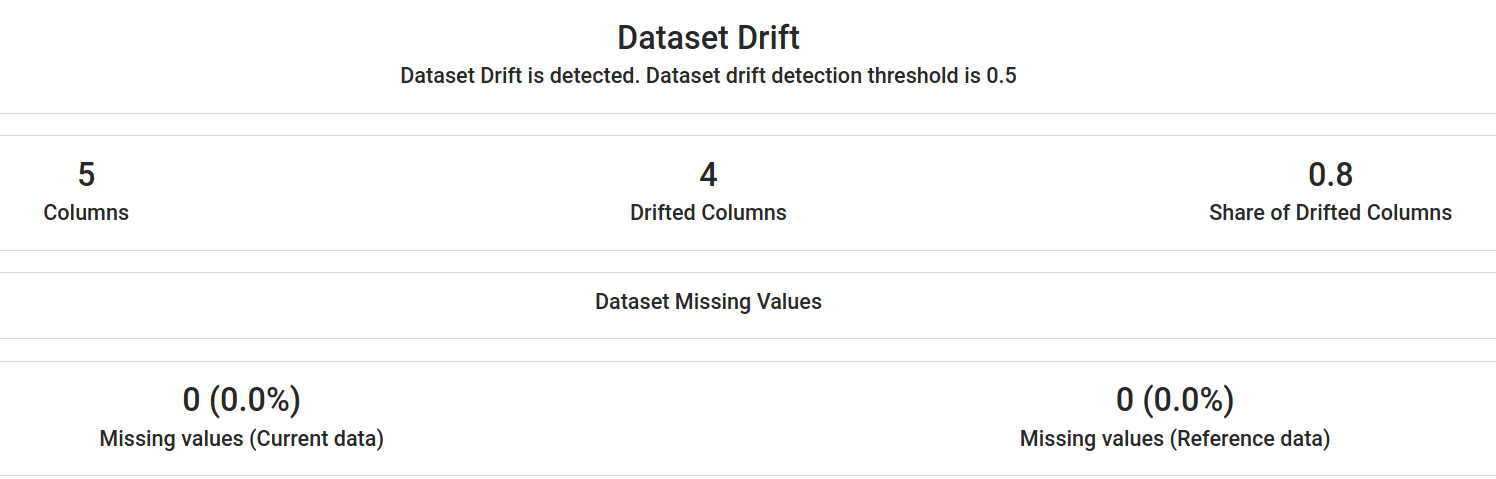 Dataset Drift
Dataset Drift is detected. Dataset drift detection threshold is 0.5
5
Columns
4
Drifted Columns
0.8
Share of Drifted Columns
Dataset Missing Values
0 (0.0%)
Missing values (Current data)
0 (0.0%)
Missing values (Reference data)